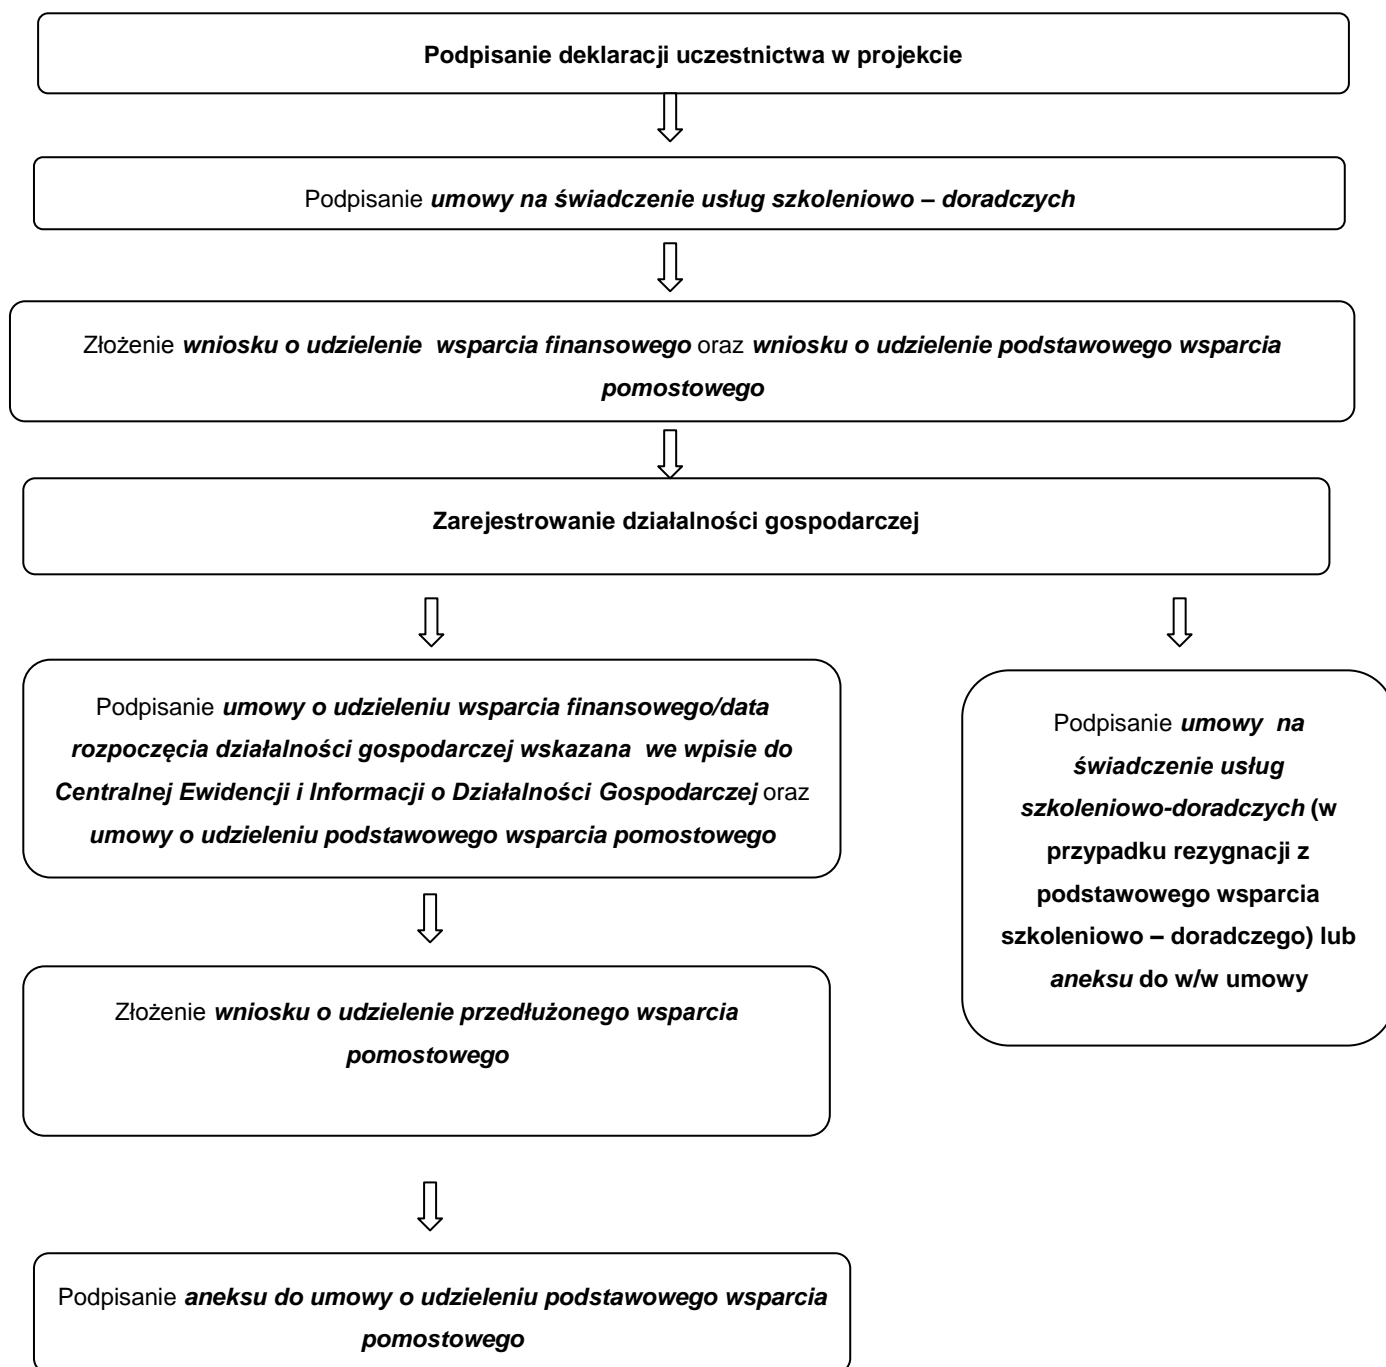 Podpisanie deklaracji uczestnictwa w projekcie
Podpisanie umowy na świadczenie usług szkoleniowo – doradczych
Złożenie wniosku o udzielenie wsparcia finansowego oraz wniosku o udzielenie podstawowego wsparcia
pomostowego
Zarejestrowanie działalności gospodarczej
Podpisanie umowy o udzieleniu wsparcia finansowego/data
rozpoczęcia działalności gospodarczej wskazana we wpisie do
Centralnej Ewidencji i Informacji o Działalności Gospodarczej oraz
umowy o udzieleniu podstawowego wsparcia pomostowego
Podpisanie umowy na
świadczenie usług
szkoleniowo-doradczych (w
przypadku rezygnacji z
podstawowego wsparcia
szkoleniowo – doradczego) lub
aneksu do w/w umowy
Złożenie wniosku o udzielenie przedłużonego wsparcia
pomostowego
Podpisanie aneksu do umowy o udzieleniu podstawowego wsparcia
pomostowego